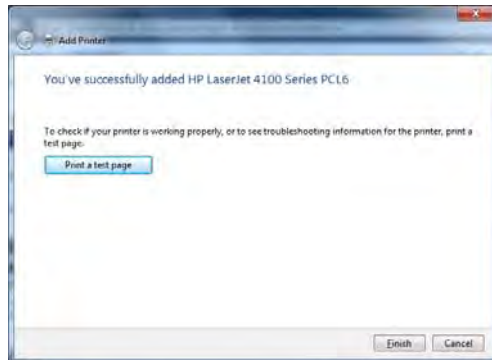 Add Printer
You've successfully added HP LaserJet 4100 Series PCL6
To check if your printer is working properly, or to see troubleshooting information for the printer, print a
test page.
Print a test page
Finish
Cancel